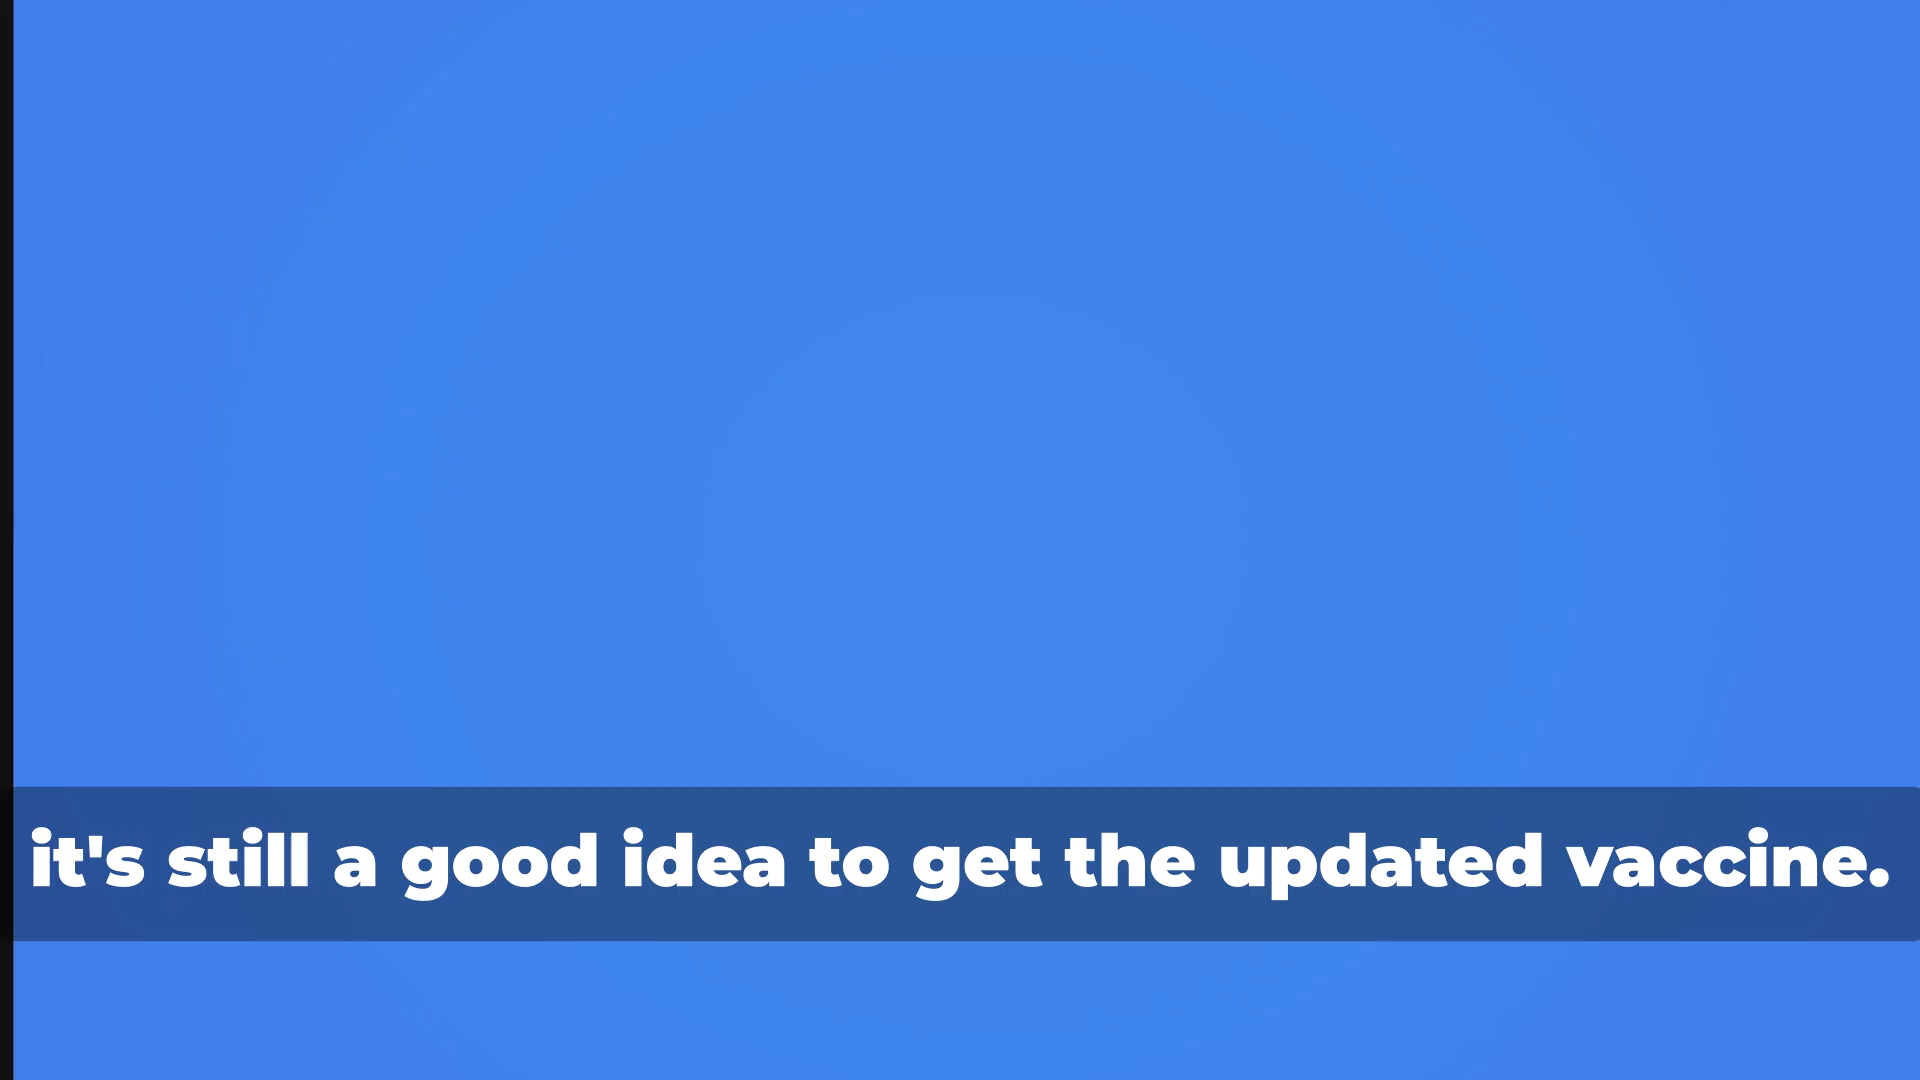 it's still a good idea to get the updated vaccine.